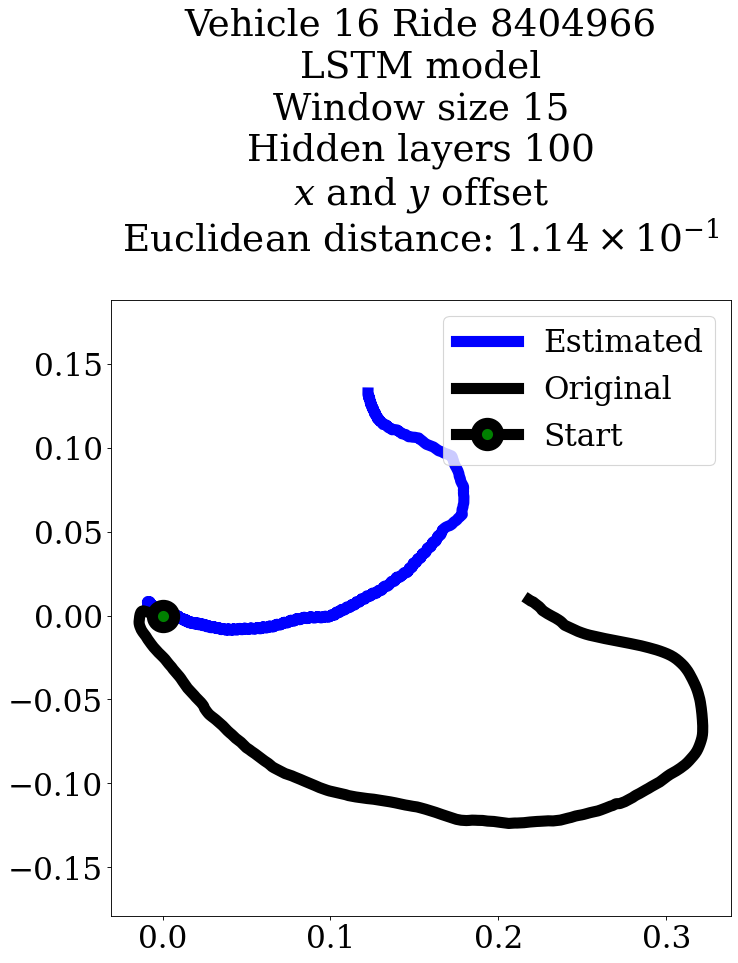 Vehicle 16 Ride 8404966
LSTM model
Window size 15
Hidden layers 100
x and y offset
Euclidean distance: 1.14 × 10⁻¹
Estimated
Original
Start
0.15
0.10
0.05
0.00
−0.05
−0.10
−0.15
0.0 0.1 0.2 0.3